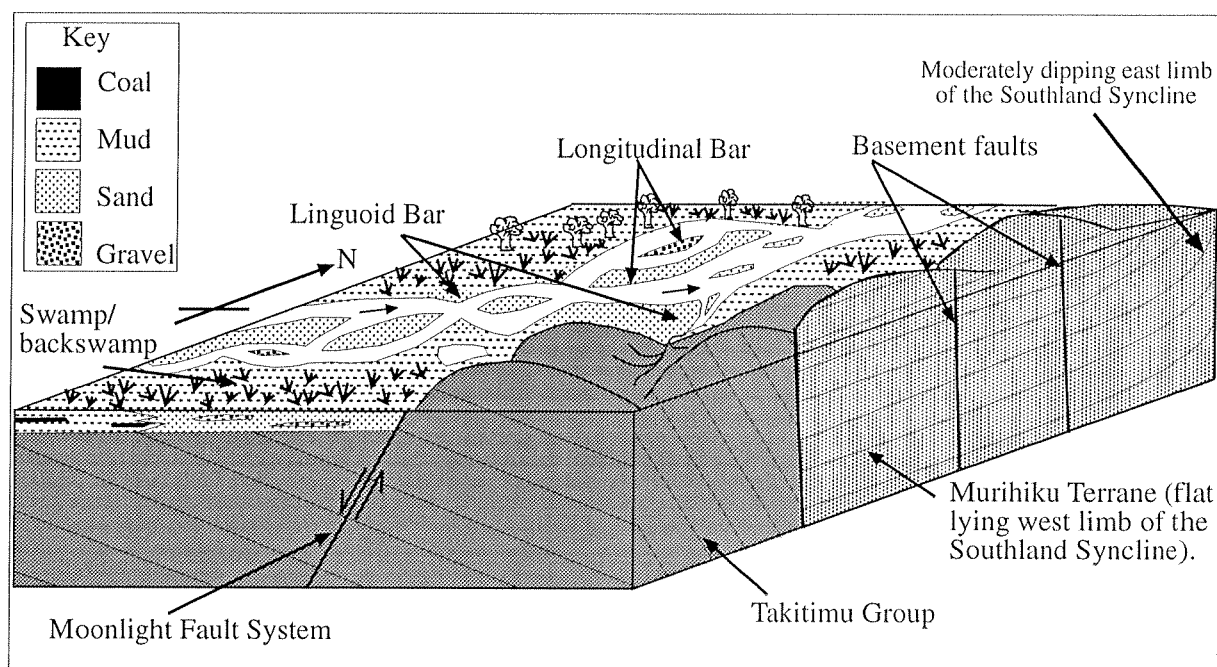 Key
Coal
Mud
Sand
Gravel
Moderately dipping east limb
of the Southland Syncline
Longitudinal Bar
Basement faults
Linguoid Bar
N
Swamp/
backswamp
Murihiku Terrane (flat
lying west limb of the
Southland Syncline).
Takitimu Group
Moonlight Fault System